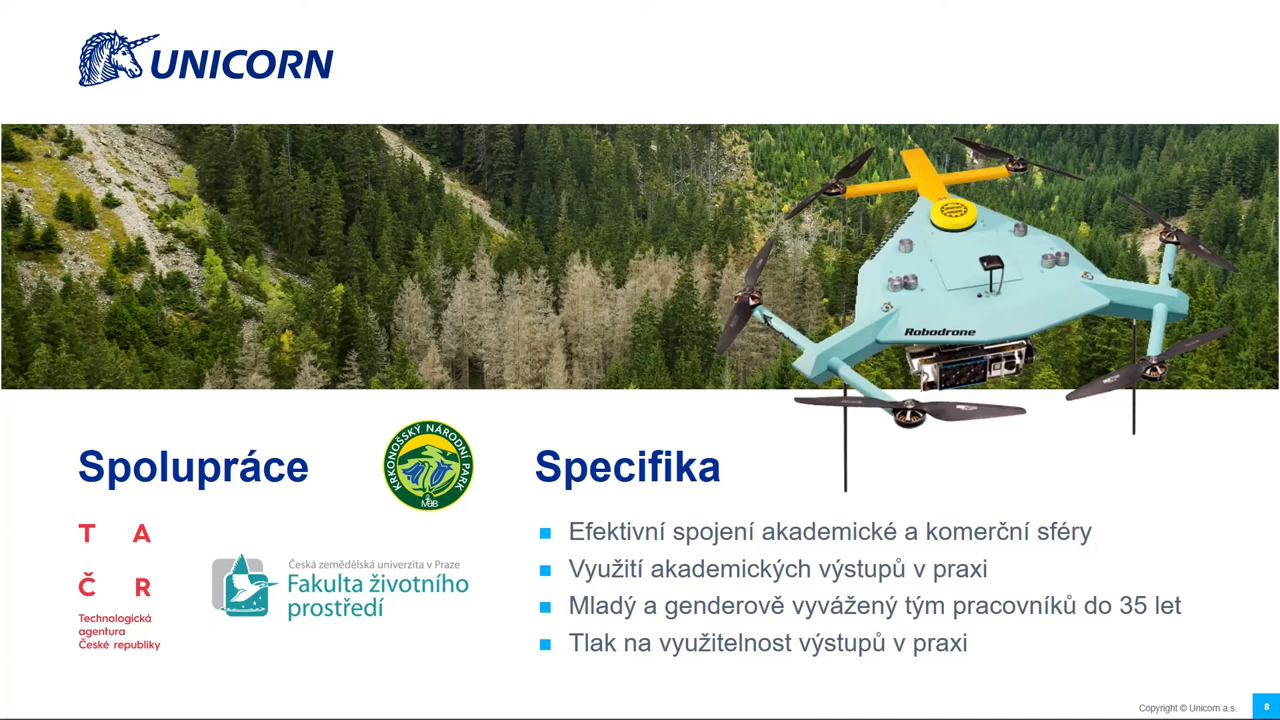 UNICORN
Robodrone
Spolupráce
KRKONOŠSKÝ NÁRODNÍ PARK
MaB
T A
Č R
Technologická
agentura
České republiky
Česká zemědělská univerzita v Praze
Fakulta životního
prostředí
Specifika
Efektivní spojení akademické a komerční sféry
Využití akademických výstupů v praxi
Mladý a genderově vyvážený tým pracovníků do 35 let
Tlak na využitelnost výstupů v praxi
Copyright © Unicorn a.s.
8